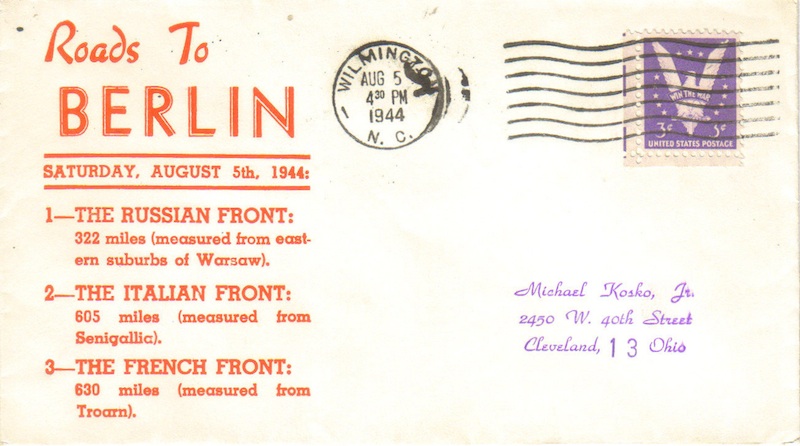 Roads To
BERLIN
SATURDAY, AUGUST 5th, 1944:
1—THE RUSSIAN FRONT:
322 miles (measured from east-
ern suburbs of Warsaw).
2—THE ITALIAN FRONT:
605 miles (measured from
Senigallia).
3—THE FRENCH FRONT:
630 miles (measured from
Troarn).
WILMINGTON
AUG 5
4 30 PM
1944
N. C.
WIN THE WAR
3¢ 3¢
UNITED STATES POSTAGE
Michael Kosko, Jr.
2450 W. 40th Street
Cleveland, 13 Ohio